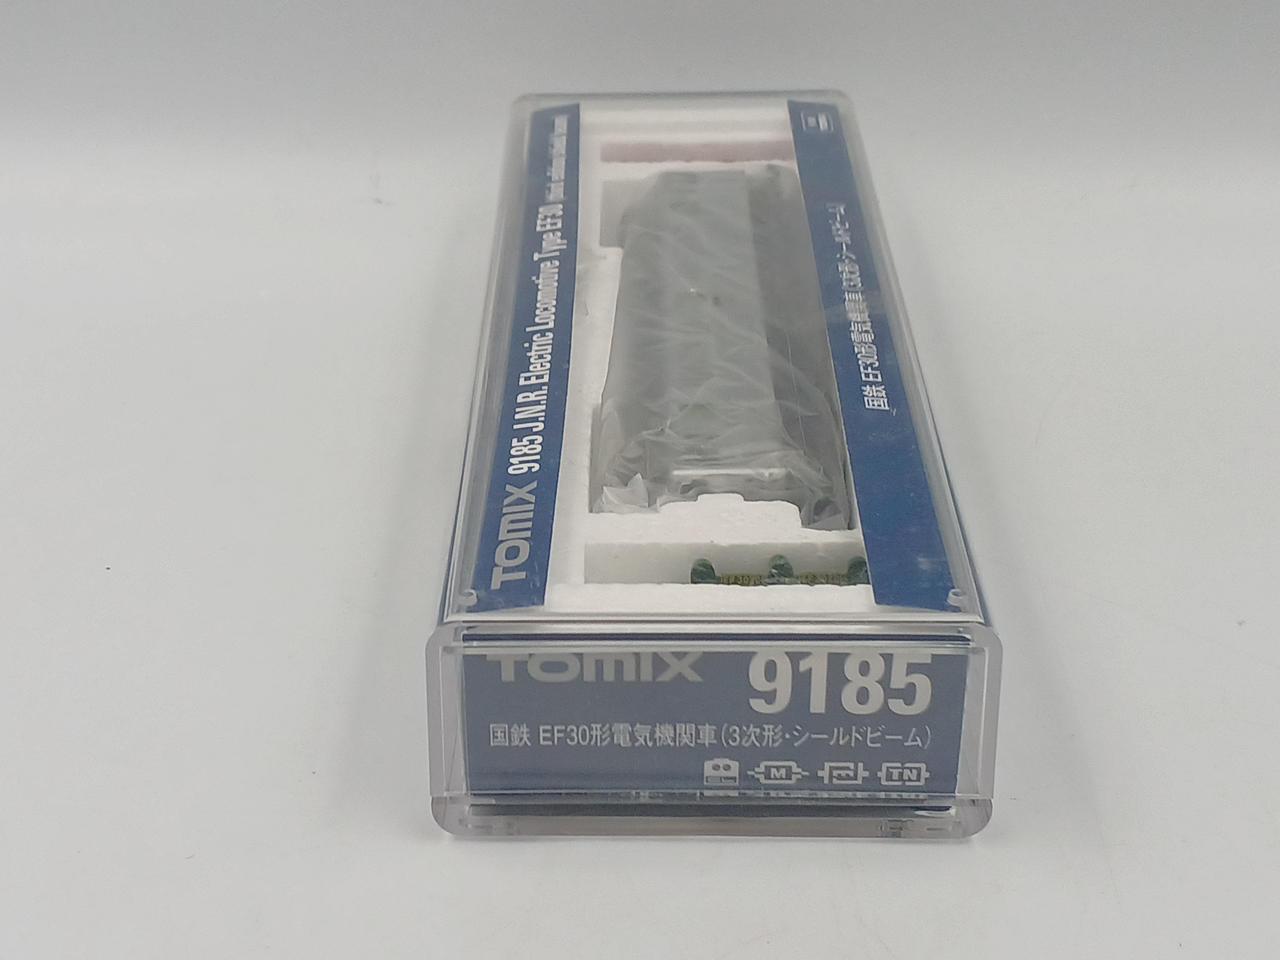 TOMIX 9185 J.N.R. Electric Locomotive Type EF30
国鉄 EF30形電気機関車(3次形・シールドビーム)
TOMIX 9185
国鉄 EF30形電気機関車(3次形・シールドビーム)
M
TN